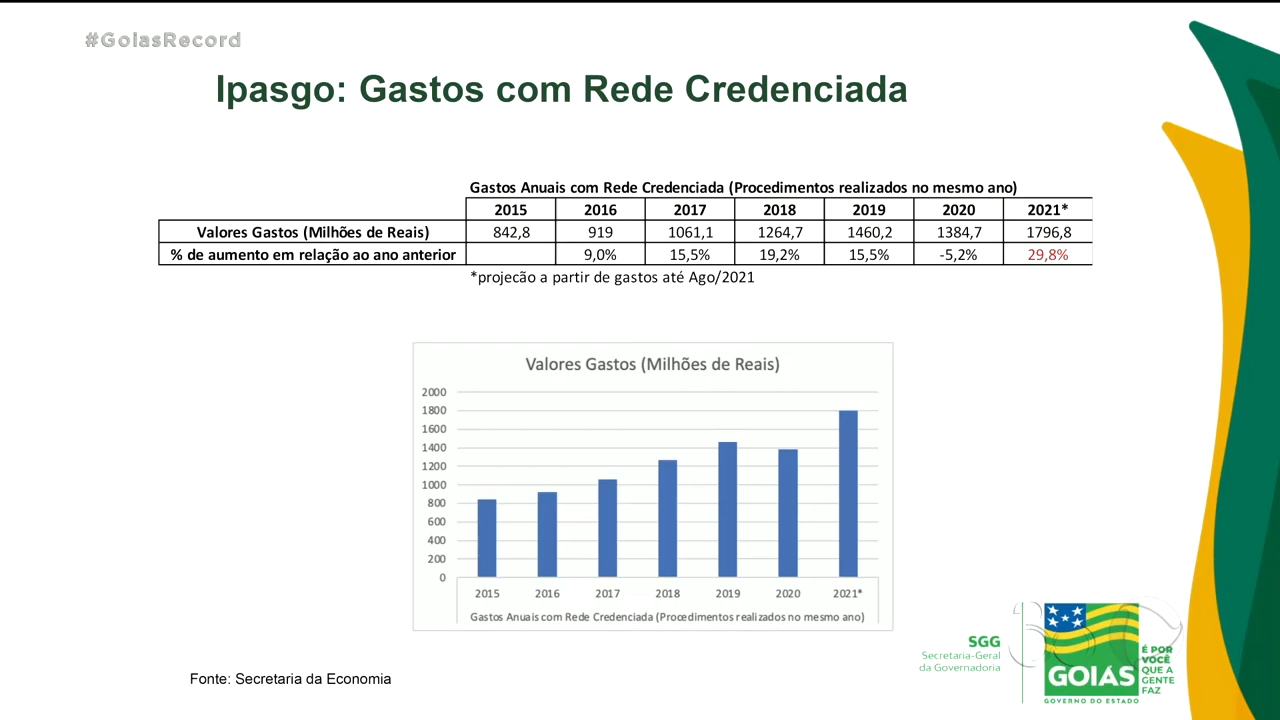 #GoiasRecord
Ipasgo: Gastos com Rede Credenciada
Gastos Anuais com Rede Credenciada (Procedimentos realizados no mesmo ano)
2015 2016 2017 2018 2019 2020 2021*
Valores Gastos (Milhões de Reais) 842,8 919 1061,1 1264,7 1460,2 1384,7 1796,8
% de aumento em relação ao ano anterior 9,0% 15,5% 19,2% 15,5% -5,2% 29,8%
*projecão a partir de gastos até Ago/2021
Valores Gastos (Milhões de Reais)
2000
1800
1600
1400
1200
1000
800
600
400
200
0
2015 2016 2017 2018 2019 2020 2021*
Gastos Anuais com Rede Credenciada (Procedimentos realizados no mesmo ano)
SGG
Secretaria-Geral
da Governadoria
GOIÁS
GOVERNO DO ESTADO
É POR
VOCÊ
QUE A
GENTE
FAZ
Fonte: Secretaria da Economia